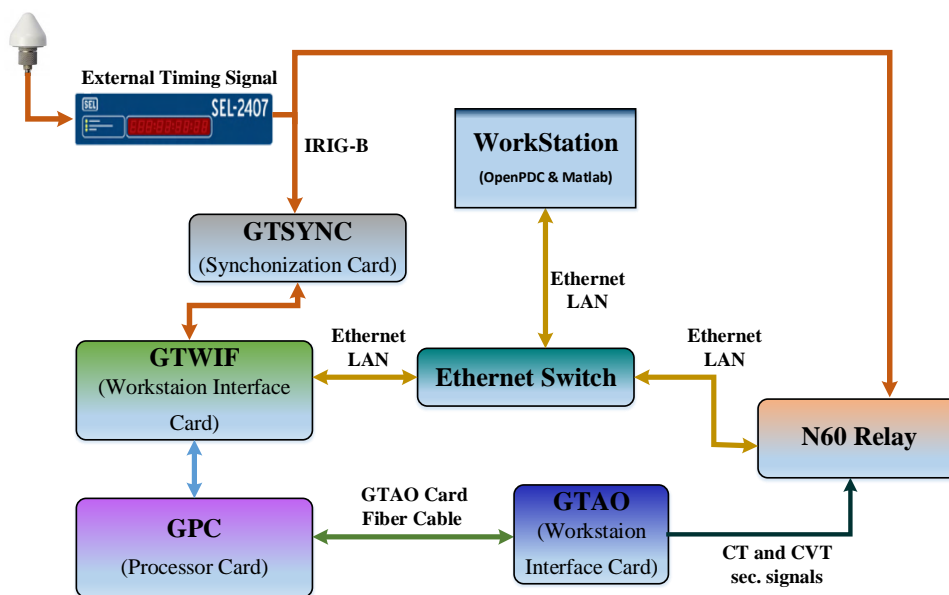 External Timing Signal
SEL
SEL-2407
IRIG-B
WorkStation
(OpenPDC & Matlab)
GTSYNC
(Synchonization Card)
Ethernet
LAN
Ethernet
LAN
Ethernet
LAN
GTWIF
(Workstaion Interface
Card)
Ethernet Switch
N60 Relay
GTAO Card
Fiber Cable
GPC
(Processor Card)
GTAO
(Workstaion
Interface Card)
CT and CVT
sec. signals